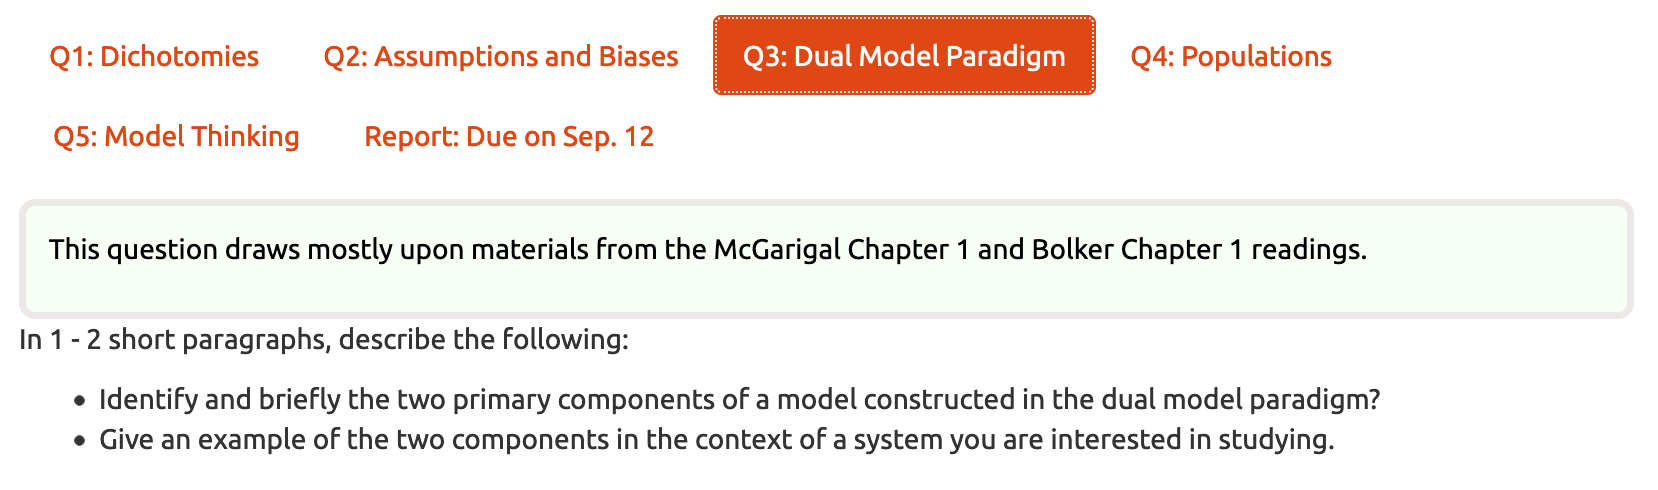 Q1: Dichotomies Q2: Assumptions and Biases Q3: Dual Model Paradigm Q4: Populations
Q5: Model Thinking Report: Due on Sep. 12
This question draws mostly upon materials from the McGarigal Chapter 1 and Bolker Chapter 1 readings.
In 1 - 2 short paragraphs, describe the following:
• Identify and briefly the two primary components of a model constructed in the dual model paradigm?
• Give an example of the two components in the context of a system you are interested in studying.